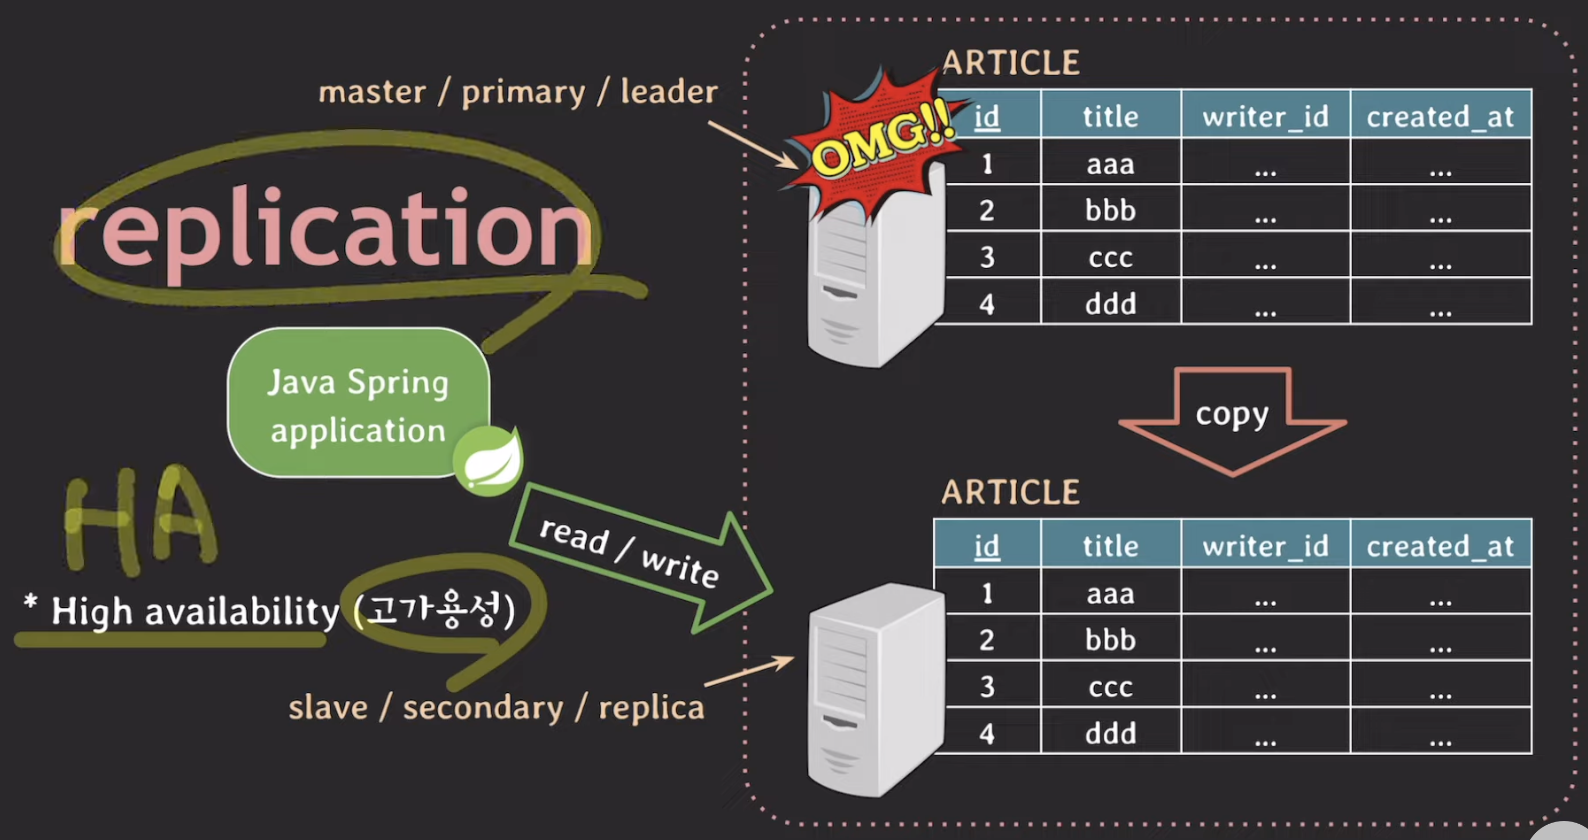 master / primary / leader
replication
Java Spring
application
HA
* High availability (고가용성)
read / write
slave / secondary / replica
OMG!!
ARTICLE
id title writer_id created_at
1 aaa ... ...
2 bbb ... ...
3 ccc ... ...
4 ddd ... ...
copy
ARTICLE
id title writer_id created_at
1 aaa ... ...
2 bbb ... ...
3 ccc ... ...
4 ddd ... ...